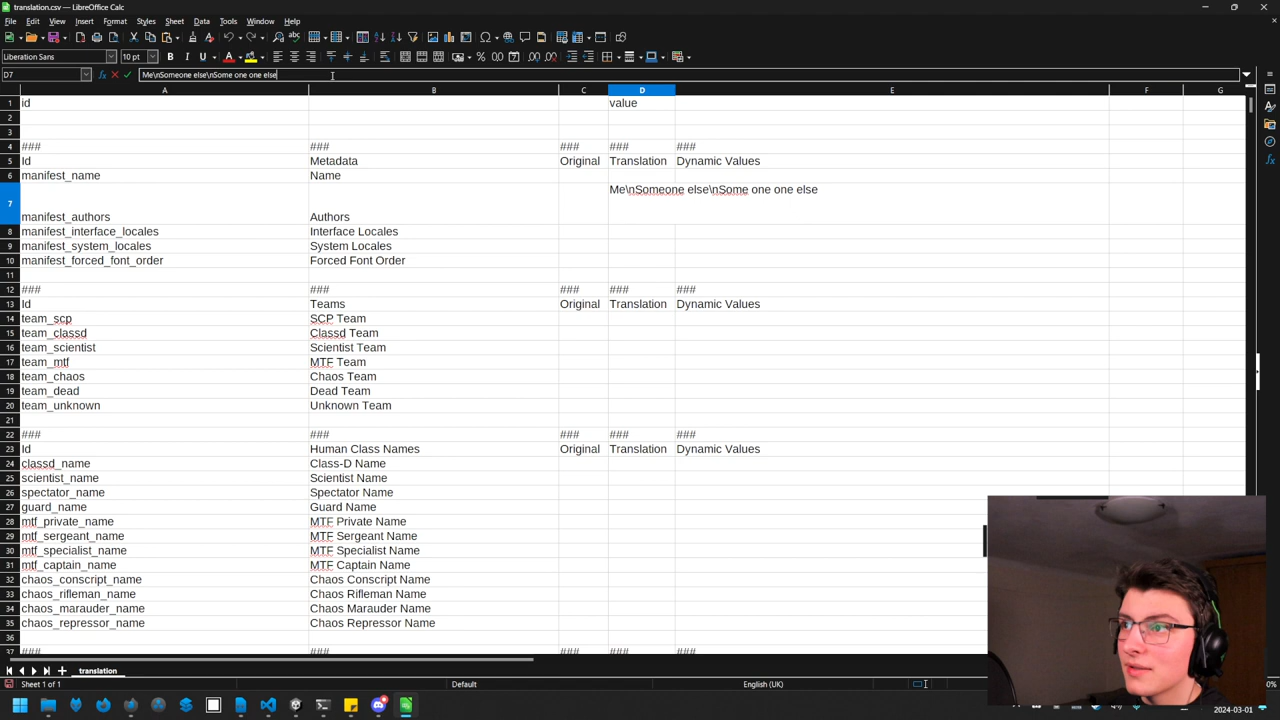 translation.csv — LibreOffice Calc
File Edit View Insert Format Styles Sheet Data Tools Window Help
Liberation Sans 10 pt
D7 Me\nSomeone else\nSome one one else
A B C D E F G
1 id value
2
3
4 ### ### ### ### ###
5 Id Metadata Original Translation Dynamic Values
6 manifest_name Name
7 manifest_authors Authors Me\nSomeone else\nSome one one else
8 manifest_interface_locales Interface Locales
9 manifest_system_locales System Locales
10 manifest_forced_font_order Forced Font Order
11
12 ### ### ### ### ###
13 Id Teams Original Translation Dynamic Values
14 team_scp SCP Team
15 team_classd Classd Team
16 team_scientist Scientist Team
17 team_mtf MTF Team
18 team_chaos Chaos Team
19 team_dead Dead Team
20 team_unknown Unknown Team
21
22 ### ### ### ### ###
23 Id Human Class Names Original Translation Dynamic Values
24 classd_name Class-D Name
25 scientist_name Scientist Name
26 spectator_name Spectator Name
27 guard_name Guard Name
28 mtf_private_name MTF Private Name
29 mtf_sergeant_name MTF Sergeant Name
30 mtf_specialist_name MTF Specialist Name
31 mtf_captain_name MTF Captain Name
32 chaos_conscript_name Chaos Conscript Name
33 chaos_rifleman_name Chaos Rifleman Name
34 chaos_marauder_name Chaos Marauder Name
35 chaos_repressor_name Chaos Repressor Name
36
37 ### ### ### ### ###
translation
Sheet 1 of 1 Default English (UK)
2024-03-01